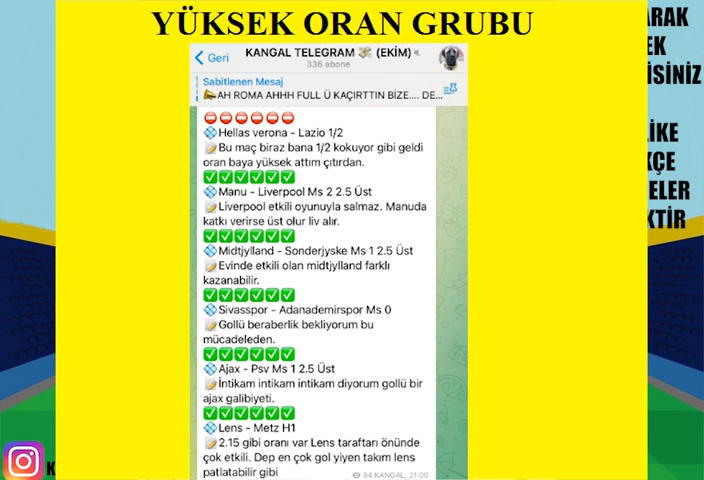 YÜKSEK ORAN GRUBU
ARAK
EK
İSİNİZ
İKE
KÇE
ELER
KTİR
Geri
KANGAL TELEGRAM 💸 (EKİM)
336 abone
Sabitlenen Mesaj
📣AH ROMA AHHH FULL Ü KAÇIRTTIN BİZE.... DE...
⛔⛔⛔⛔⛔⛔
💠Hellas verona - Lazio 1/2
📝Bu maç biraz bana 1/2 kokuyor gibi geldi
oran baya yüksek attım çıtırdan.
✅✅✅✅✅✅
💠Manu - Liverpool Ms 2 2.5 Üst
📝Liverpool etkili oyunuyla salmaz. Manuda
katkı verirse üst olur liv alır.
✅✅✅✅✅✅
💠Midtjylland - Sonderjyske Ms 1 2.5 Üst
📝Evinde etkili olan midtjylland farklı
kazanabilir.
✅✅✅✅✅✅
💠Sivasspor - Adanademirspor Ms 0
📝Gollü beraberlik bekliyorum bu
mücadeleden.
✅✅✅✅✅✅
💠Ajax - Psv Ms 1 2.5 Üst
📝İntikam intikam intikam diyorum gollü bir
ajax galibiyeti.
✅✅✅✅✅✅
💠Lens - Metz H1
📝2.15 gibi oranı var Lens taraftarı önünde
çok etkili. Dep en çok gol yiyen takım lens
patlatabilir gibi
94 KANGAL, 21:00
K